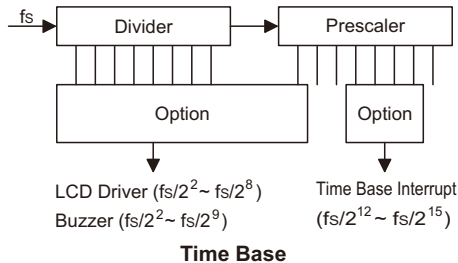 fs Divider Prescaler
Option Option
LCD Driver (fs/2^2 ~ fs/2^8)
Buzzer (fs/2^2 ~ fs/2^9)
Time Base Interrupt
(fs/2^12 ~ fs/2^15)
Time Base